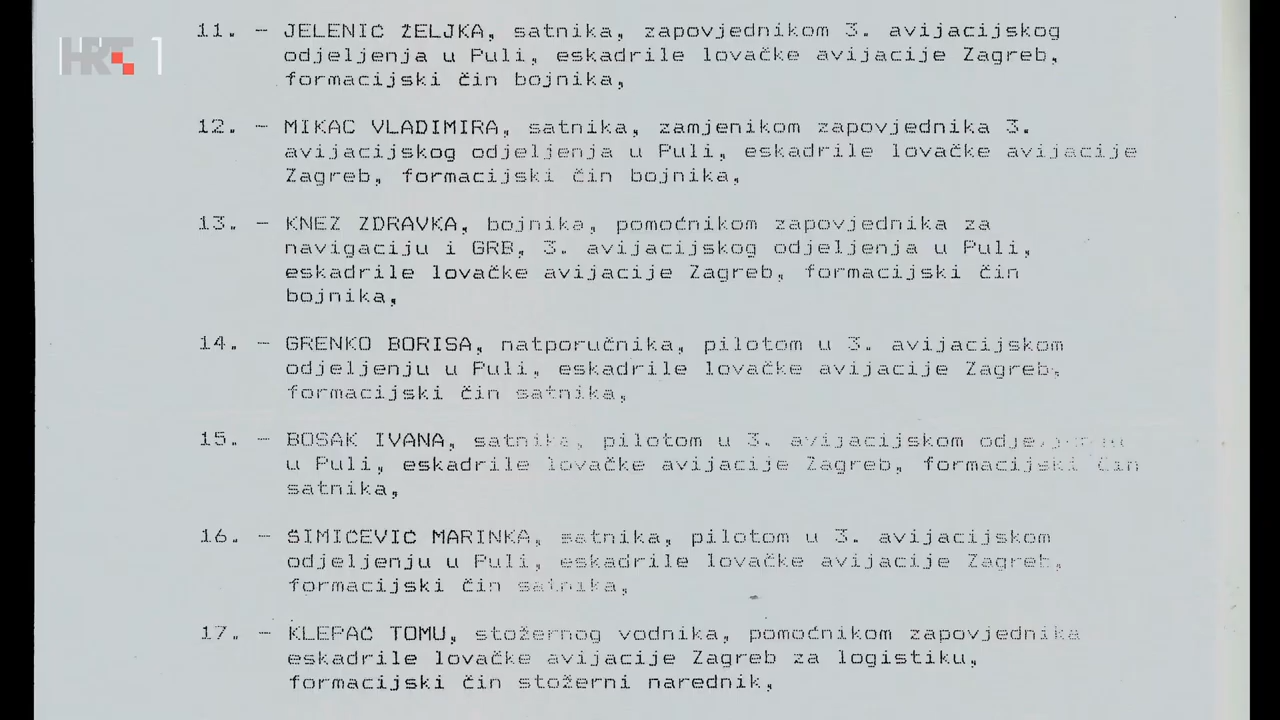 HRT 1
11. - JELENIĆ ŽELJKA, satnika, zapovjednikom 3. avijacijskog
odjeljenja u Puli, eskadrile lovačke avijacije Zagreb,
formacijski čin bojnika,
12. - MIKAC VLADIMIRA, satnika, zamjenikom zapovjednika 3.
avijacijskog odjeljenja u Puli, eskadrile lovačke avijacije
Zagreb, formacijski čin bojnika,
13. - KNEZ ZDRAVKA, bojnika, pomoćnikom zapovjednika za
navigaciju i GRB, 3. avijacijskog odjeljenja u Puli,
eskadrile lovačke avijacije Zagreb, formacijski čin
bojnika,
14. - GRENKO BORISA, natporučnika, pilotom u 3. avijacijskom
odjeljenju u Puli, eskadrile lovačke avijacije Zagreb,
formacijski čin satnika,
15. - BOSAK IVANA, satnika, pilotom u 3. avijacijskom odjeljenju
u Puli, eskadrile lovačke avijacije Zagreb, formacijski čin
satnika,
16. - ŠIMIČEVIĆ MARINKA, satnika, pilotom u 3. avijacijskom
odjeljenju u Puli, eskadrile lovačke avijacije Zagreb,
formacijski čin satnika,
17. - KLEPAČ TOMU, stožernog vodnika, pomoćnikom zapovjednika
eskadrile lovačke avijacije Zagreb za logistiku,
formacijski čin stožerni narednik,